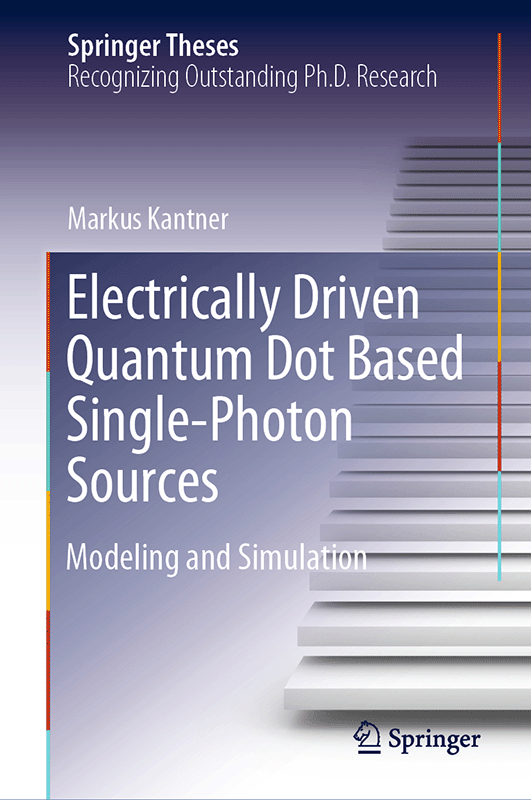 Springer Theses
Recognizing Outstanding Ph.D. Research
Markus Kantner
Electrically Driven
Quantum Dot Based
Single-Photon
Sources
Modeling and Simulation
Springer